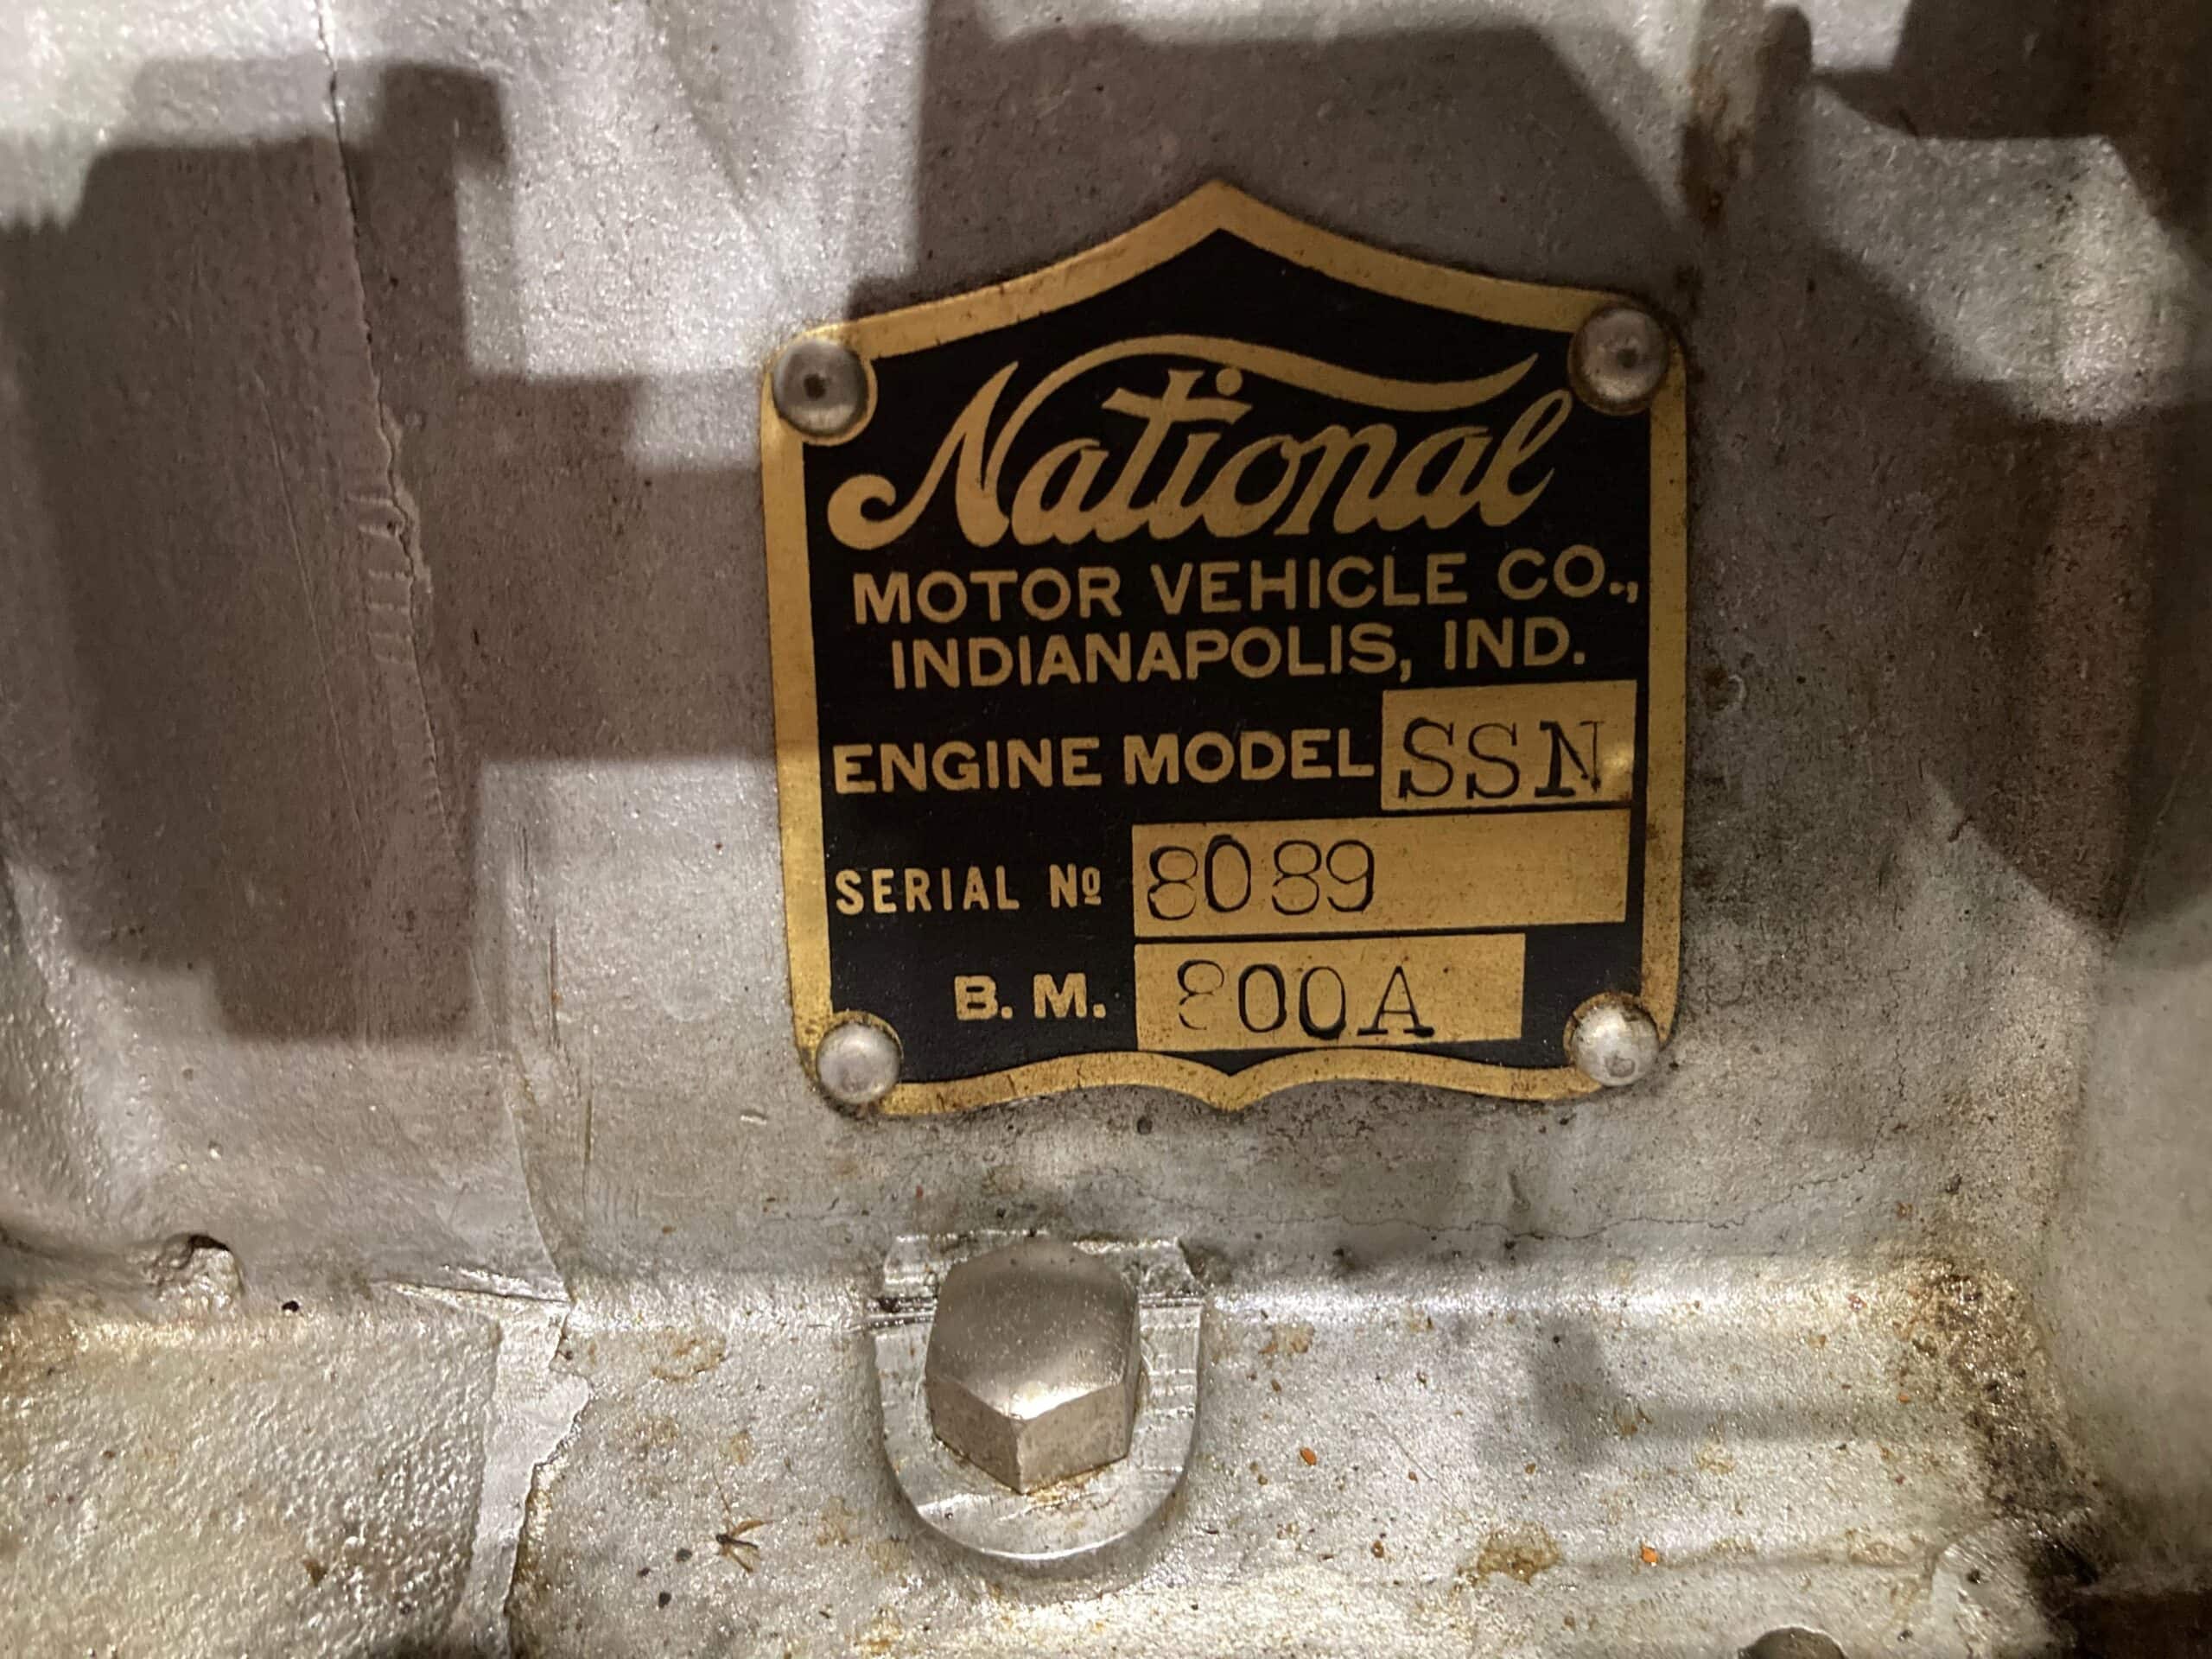 National
MOTOR VEHICLE CO.,
INDIANAPOLIS, IND.
ENGINE MODEL SSN
SERIAL Nº 8089
B. M. 800A